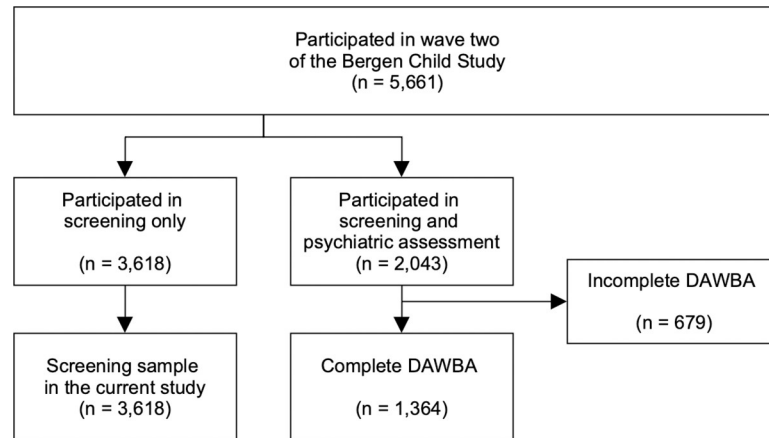 Participated in wave two
of the Bergen Child Study
(n = 5,661)
Participated in
screening only
(n = 3,618)
Participated in
screening and
psychiatric assessment
(n = 2,043)
Incomplete DAWBA
(n = 679)
Screening sample
in the current study
(n = 3,618)
Complete DAWBA
(n = 1,364)